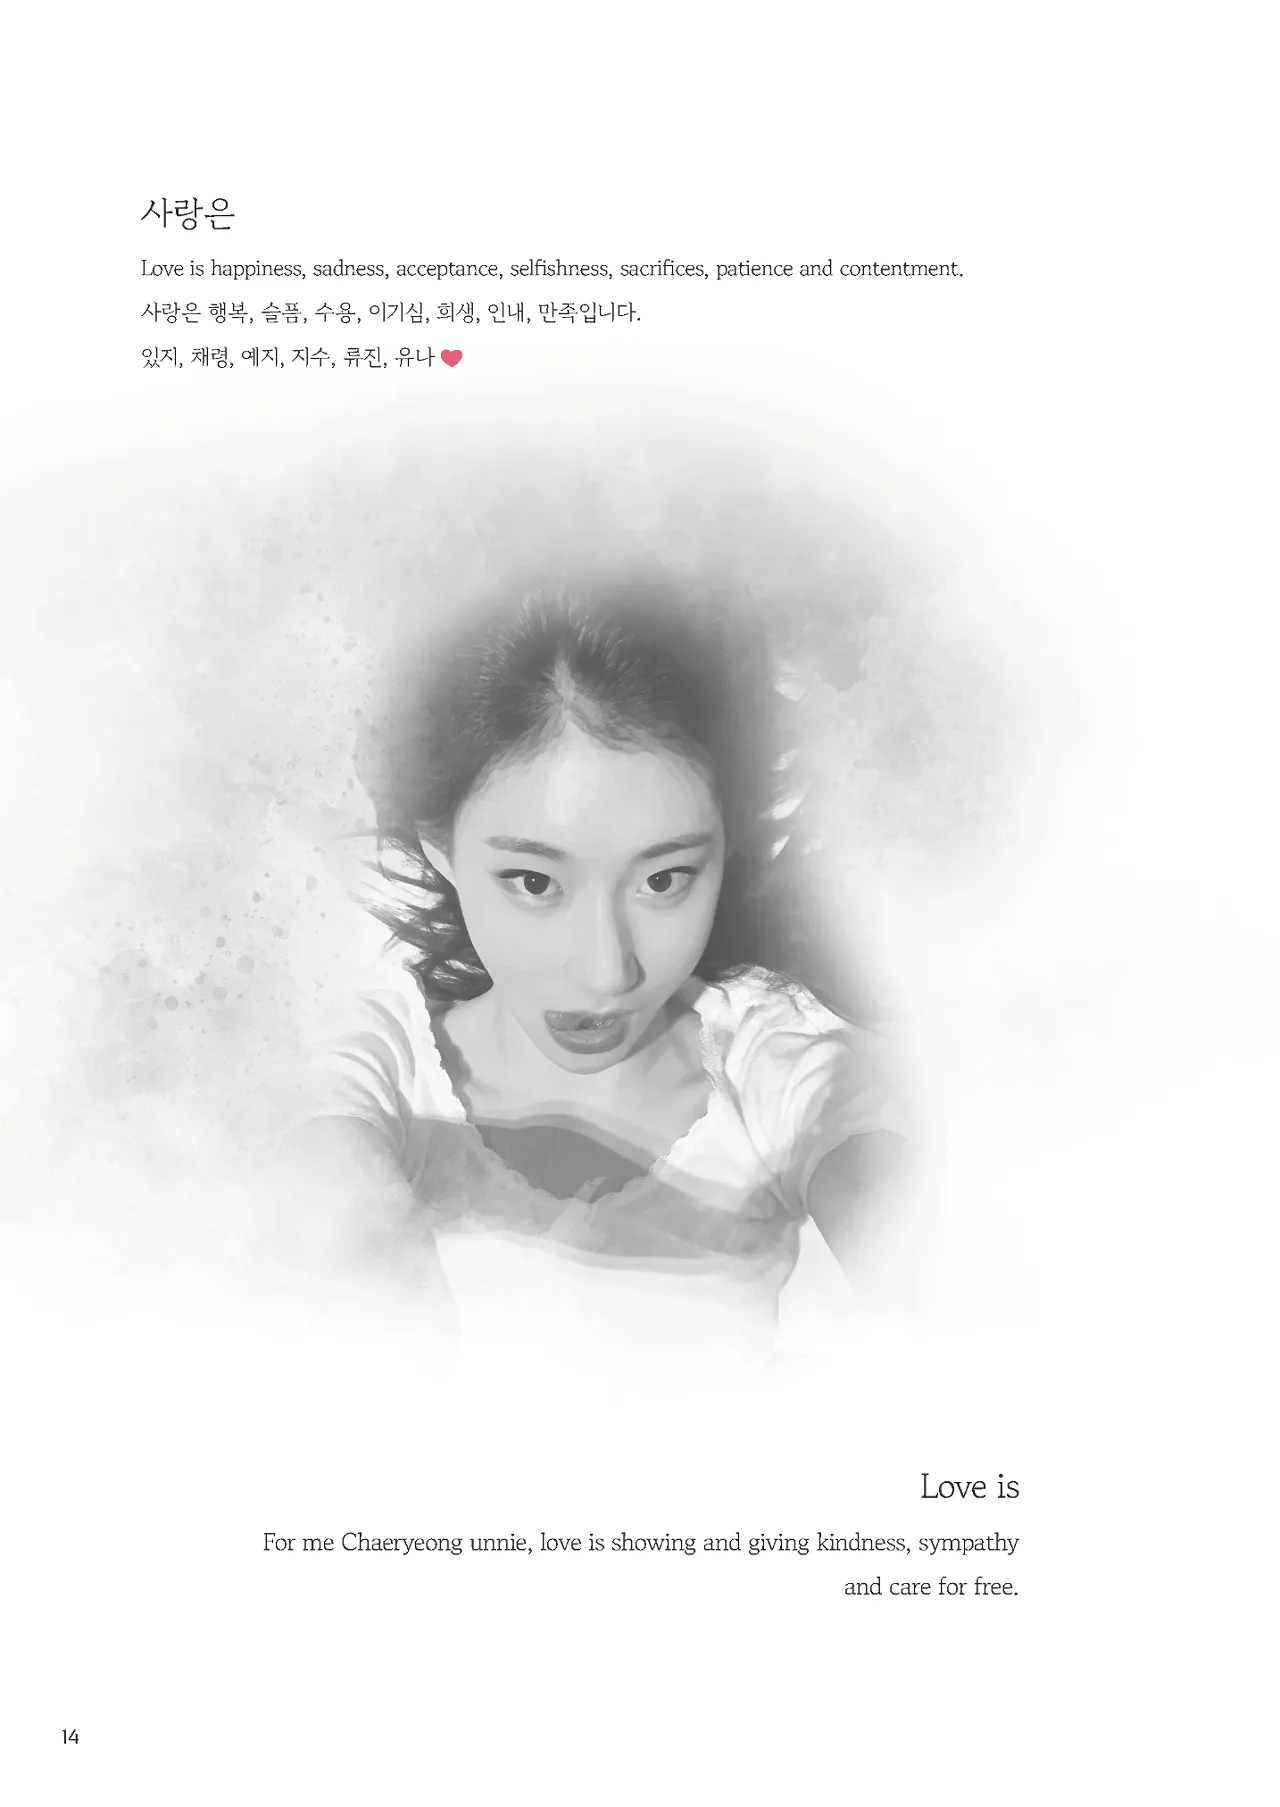 사랑은
Love is happiness, sadness, acceptance, selfishness, sacrifices, patience and contentment.
사랑은 행복, 슬픔, 수용, 이기심, 희생, 인내, 만족입니다.
있지, 채령, 예지, 지수, 류진, 유나 ❤
Love is
For me Chaeryeong unnie, love is showing and giving kindness, sympathy
and care for free.
14